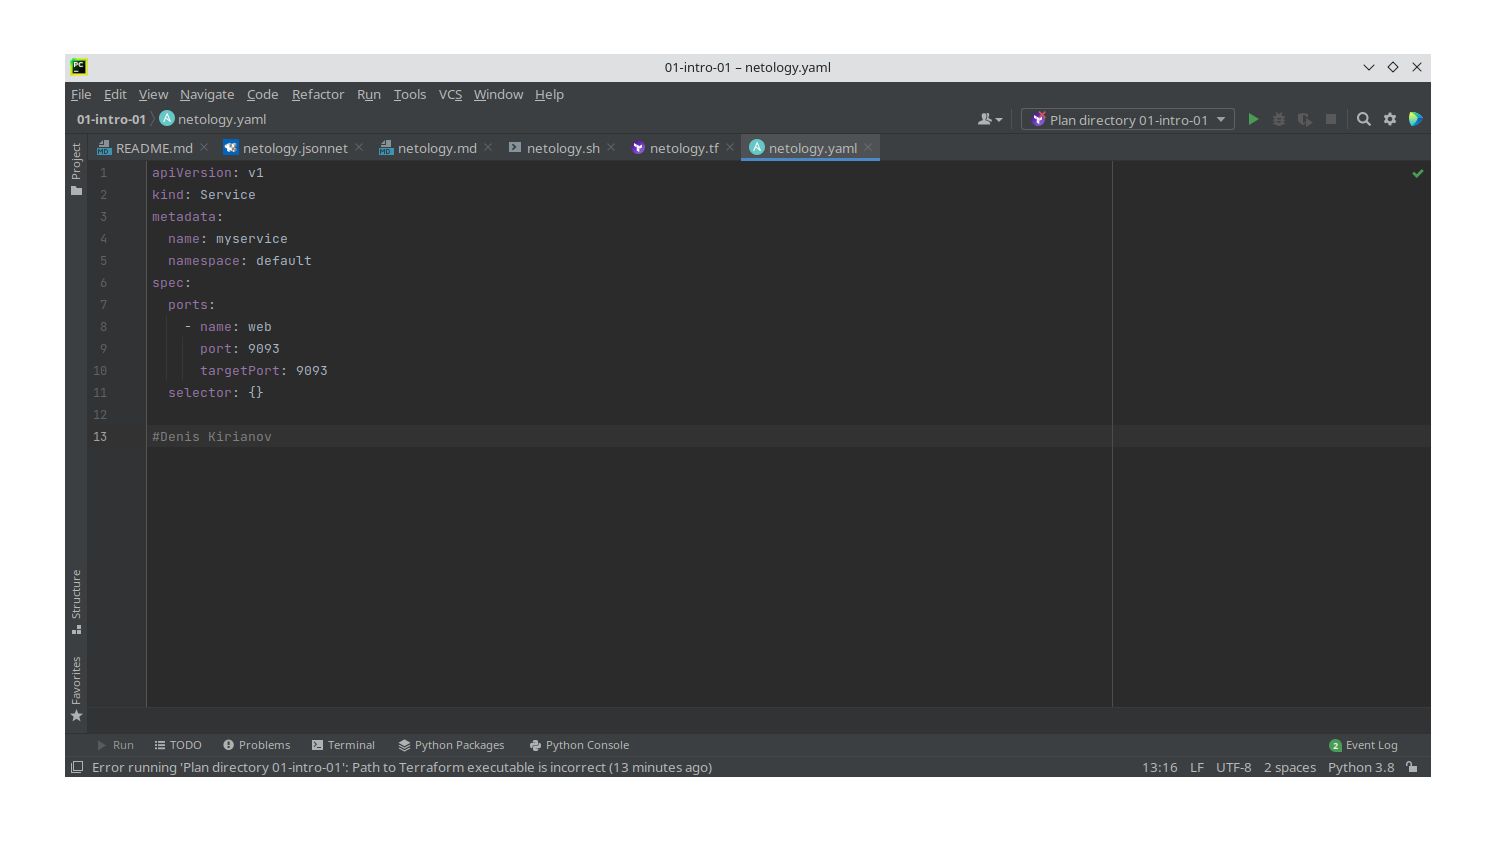 PC
01-intro-01 – netology.yaml
File Edit View Navigate Code Refactor Run Tools VCS Window Help
01-intro-01 netology.yaml Plan directory 01-intro-01
README.md netology.jsonnet netology.md netology.sh netology.tf netology.yaml
Project
1 apiVersion: v1
2 kind: Service
3 metadata:
4 name: myservice
5 namespace: default
6 spec:
7 ports:
8 - name: web
9 port: 9093
10 targetPort: 9093
11 selector: {}
12
13 #Denis Kirianov
Structure
Favorites
Run TODO Problems Terminal Python Packages Python Console 2 Event Log
Error running 'Plan directory 01-intro-01': Path to Terraform executable is incorrect (13 minutes ago) 13:16 LF UTF-8 2 spaces Python 3.8